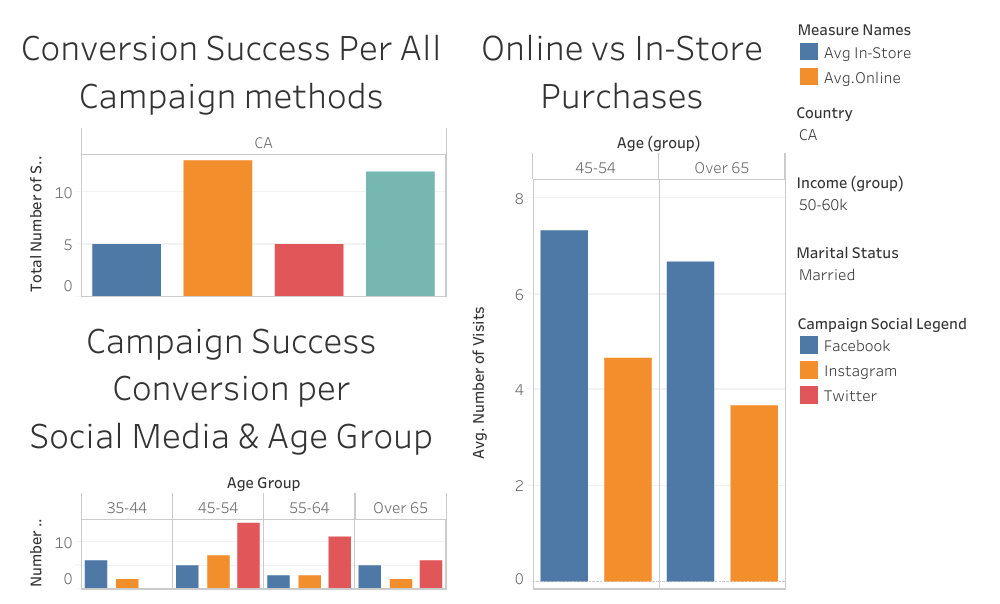 Conversion Success Per All
Campaign methods
CA
Total Number of S..
10
5
0
Campaign Success
Conversion per
Social Media & Age Group
Age Group
35-44 45-54 55-64 Over 65
Number ..
10
0
Online vs In-Store
Purchases
Age (group)
45-54 Over 65
Avg. Number of Visits
8
6
4
2
0
Measure Names
Avg In-Store
Avg.Online
Country
CA
Income (group)
50-60k
Marital Status
Married
Campaign Social Legend
Facebook
Instagram
Twitter